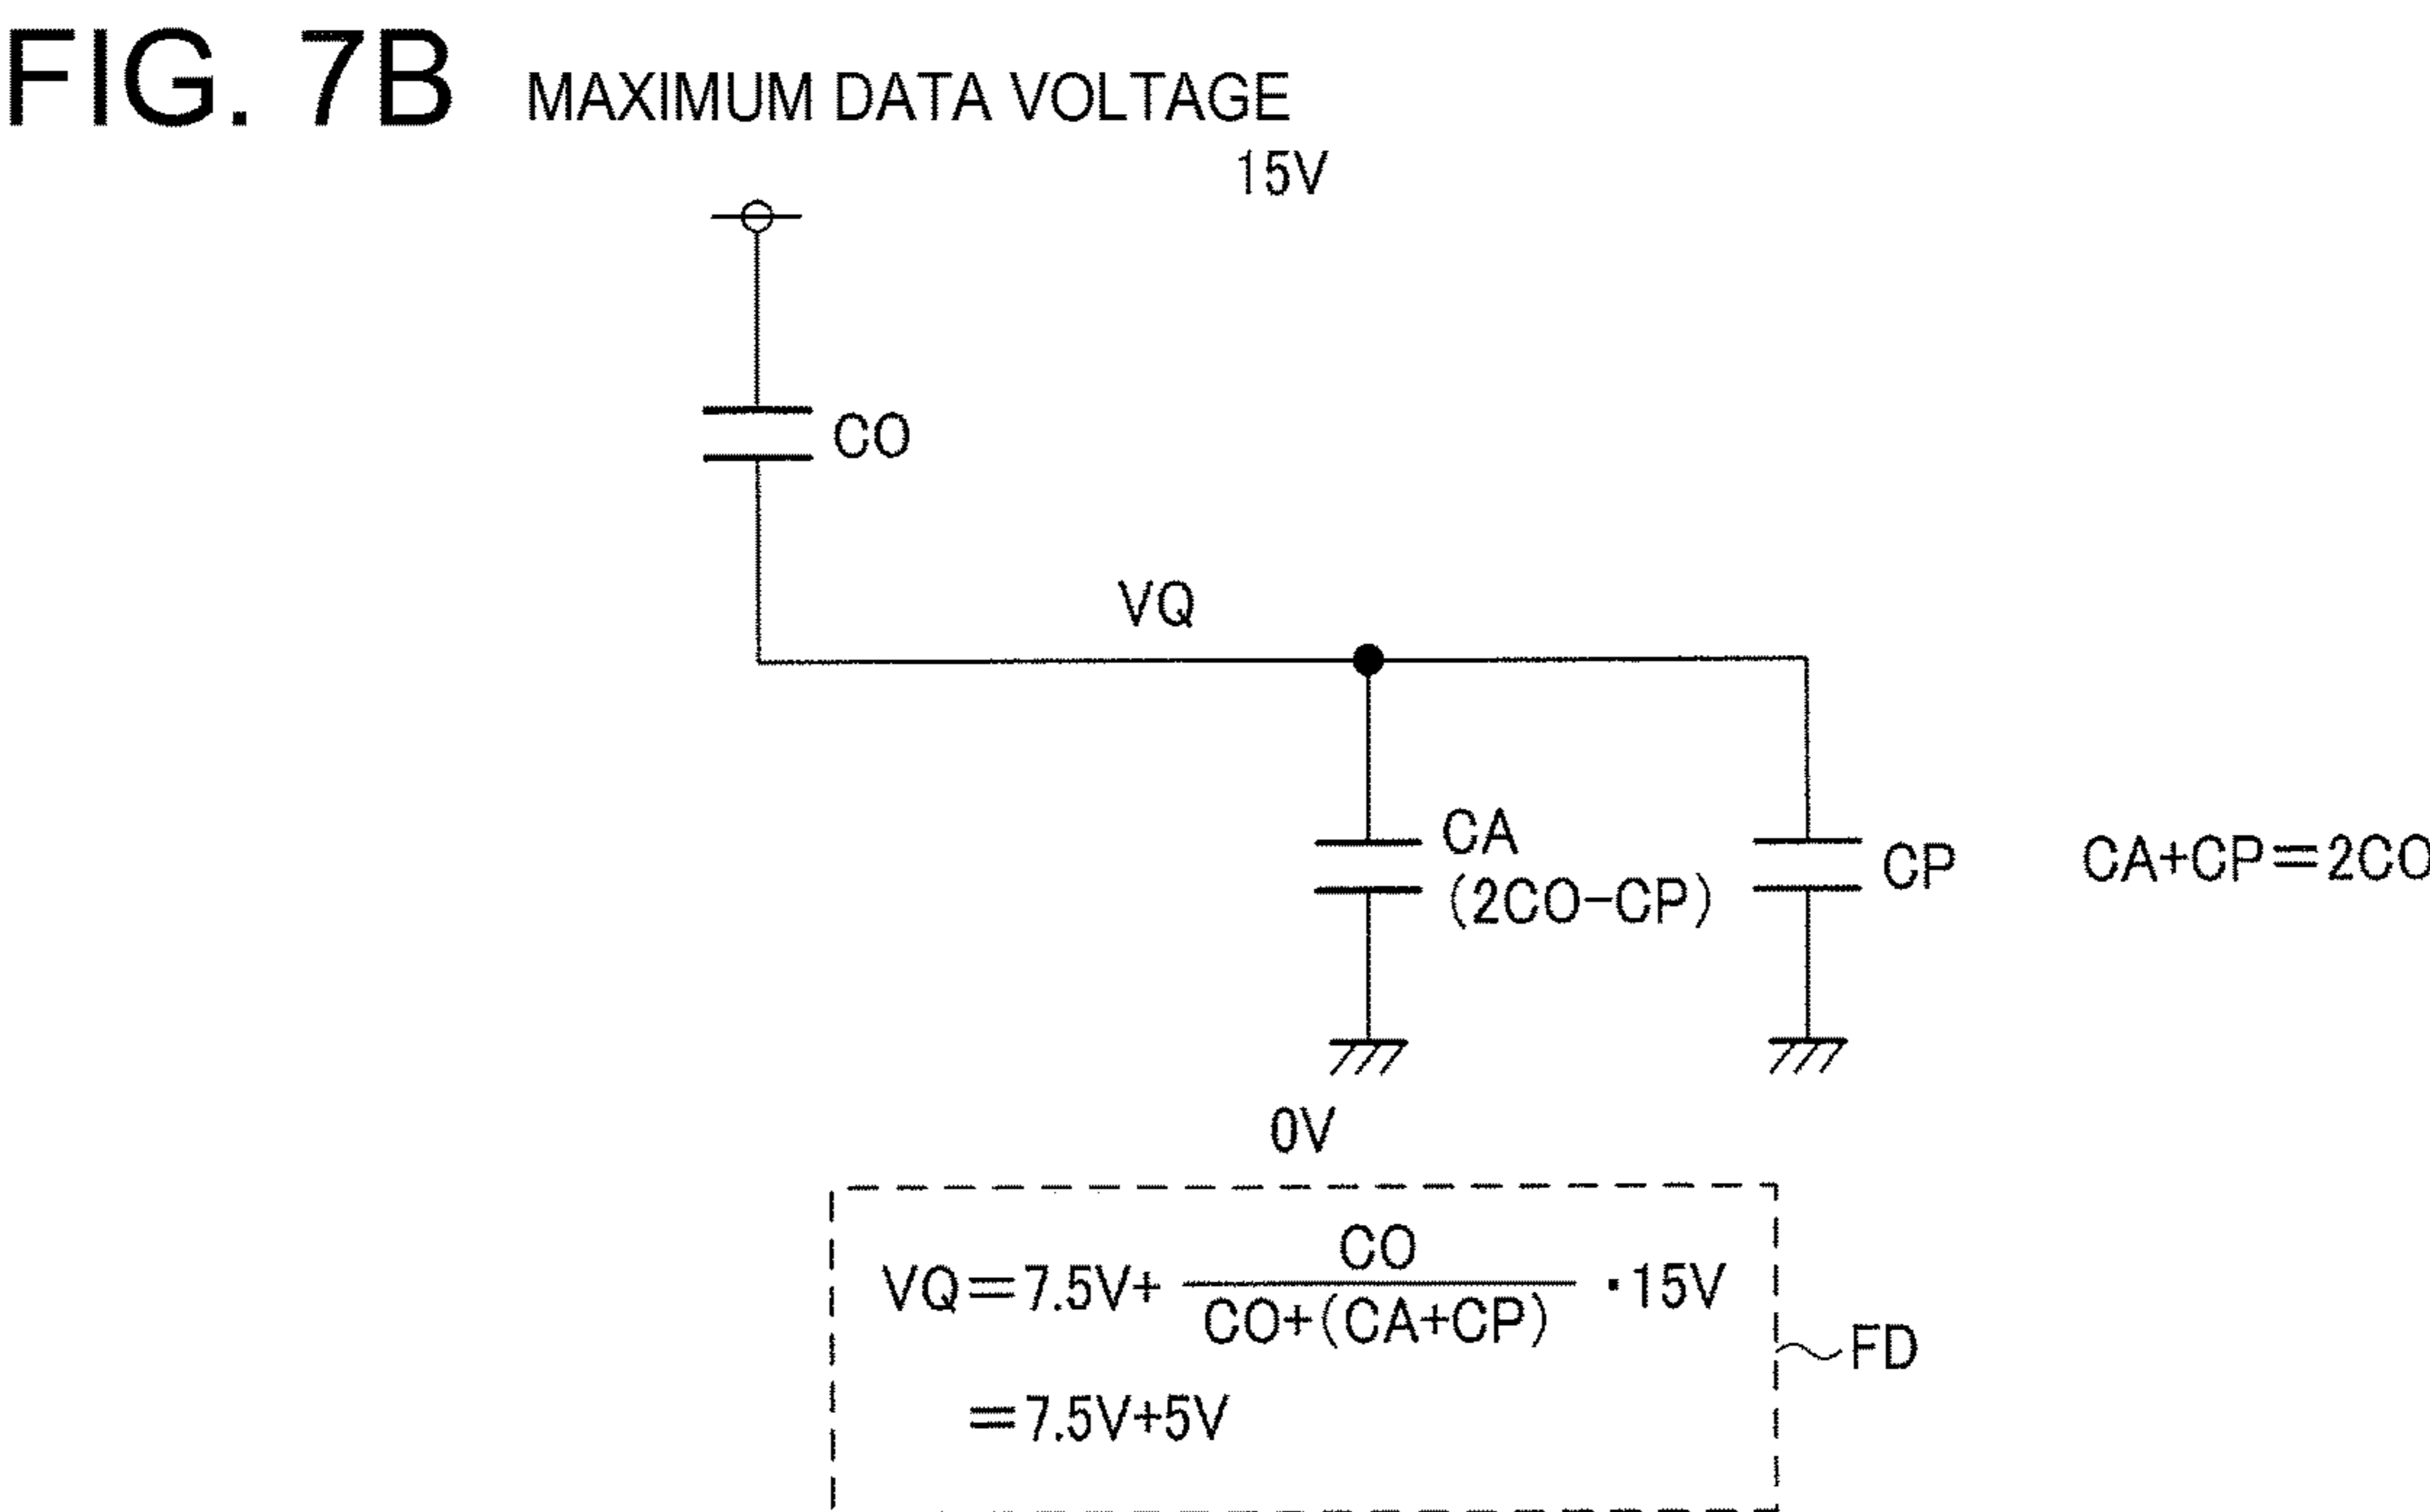 FIG. 7B MAXIMUM DATA VOLTAGE
15V
CO
VQ
CA
(2CO-CP)
CP
CA+CP=2CO
0V
VQ=7.5V+ CO / CO+(CA+CP) ·15V
=7.5V+5V
FD